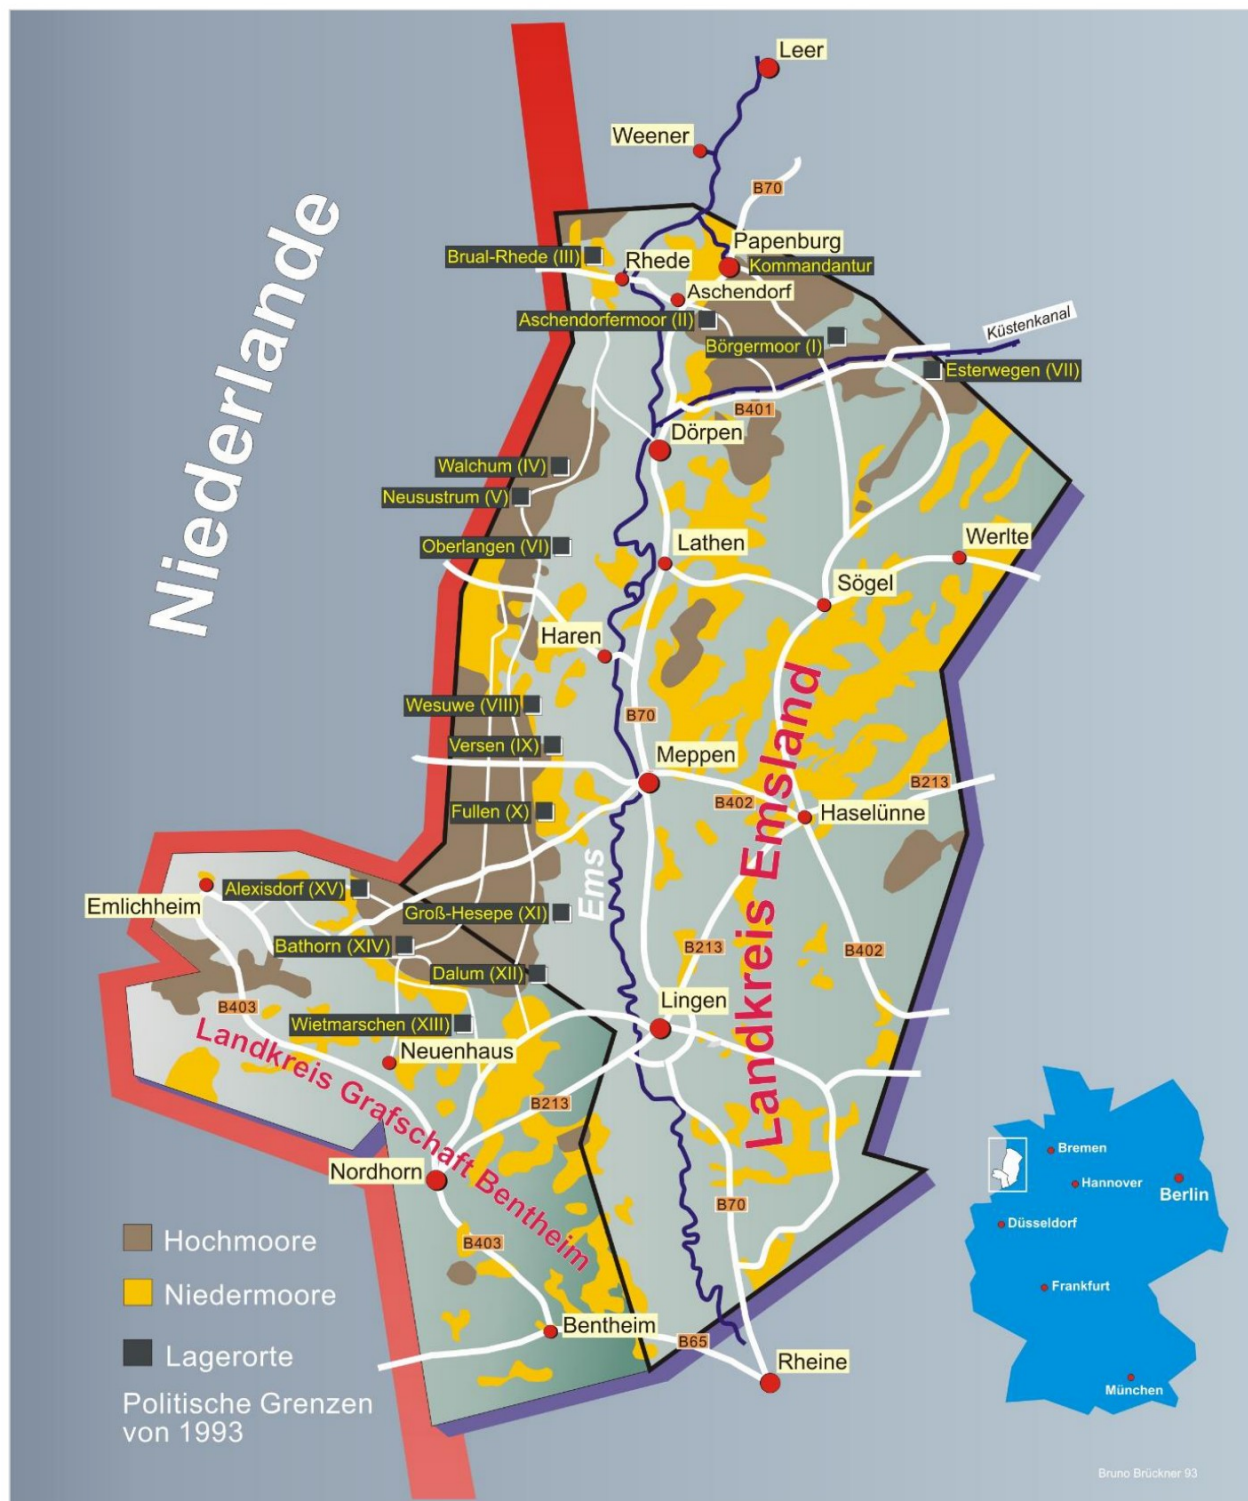 Leer
Weener
B70
Niederlande
Papenburg
Brual-Rhede (III)
Rhede
Kommandantur
Aschendorf
Aschendorfermoor (II)
Küstenkanal
Börgermoor (I)
Esterwegen (VII)
B401
Dörpen
Walchum (IV)
Neusustrum (V)
Oberlangen (VI)
Lathen
Werlte
Sögel
Haren
Wesuwe (VIII)
B70
Versen (IX)
Meppen
Landkreis Emsland
B213
B402
Fullen (X)
Haselünne
Ems
Alexisdorf (XV)
Emlichheim
Groß-Hesepe (XI)
Bathorn (XIV)
B213
B402
Dalum (XII)
B403
Lingen
Wietmarschen (XIII)
Landkreis Grafschaft Bentheim
Neuenhaus
B213
Nordhorn
B70
B403
Bentheim
B65
Rheine
Hochmoore
Niedermoore
Lagerorte
Politische Grenzen
von 1993
Bremen
Hannover
Berlin
Düsseldorf
Frankfurt
München
Bruno Brückner 93